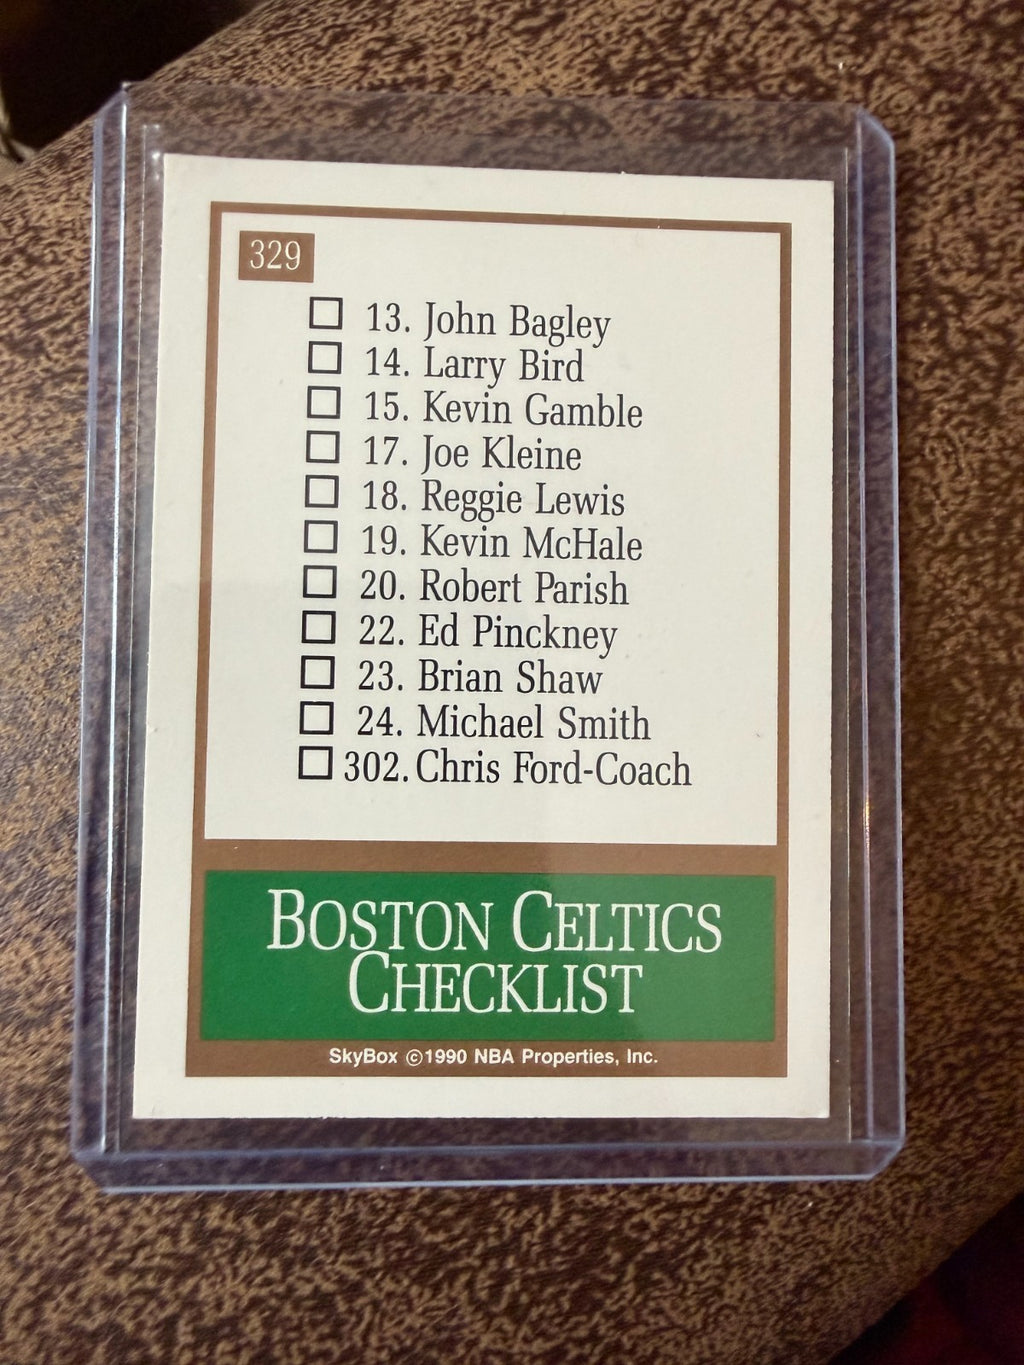 329
13. John Bagley
14. Larry Bird
15. Kevin Gamble
17. Joe Kleine
18. Reggie Lewis
19. Kevin McHale
20. Robert Parish
22. Ed Pinckney
23. Brian Shaw
24. Michael Smith
302. Chris Ford-Coach
BOSTON CELTICS
CHECKLIST
SkyBox ©1990 NBA Properties, Inc.